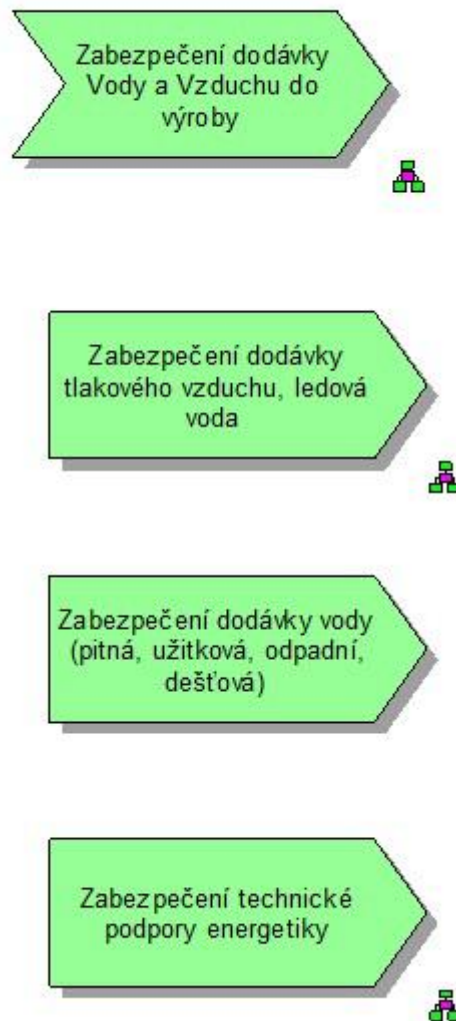 Zabezpečení dodávky
Vody a Vzduchu do
výroby
Zabezpečení dodávky
tlakového vzduchu, ledová
voda
Zabezpečení dodávky vody
(pitná, užitková, odpadní,
dešťová)
Zabezpečení technické
podpory energetiky